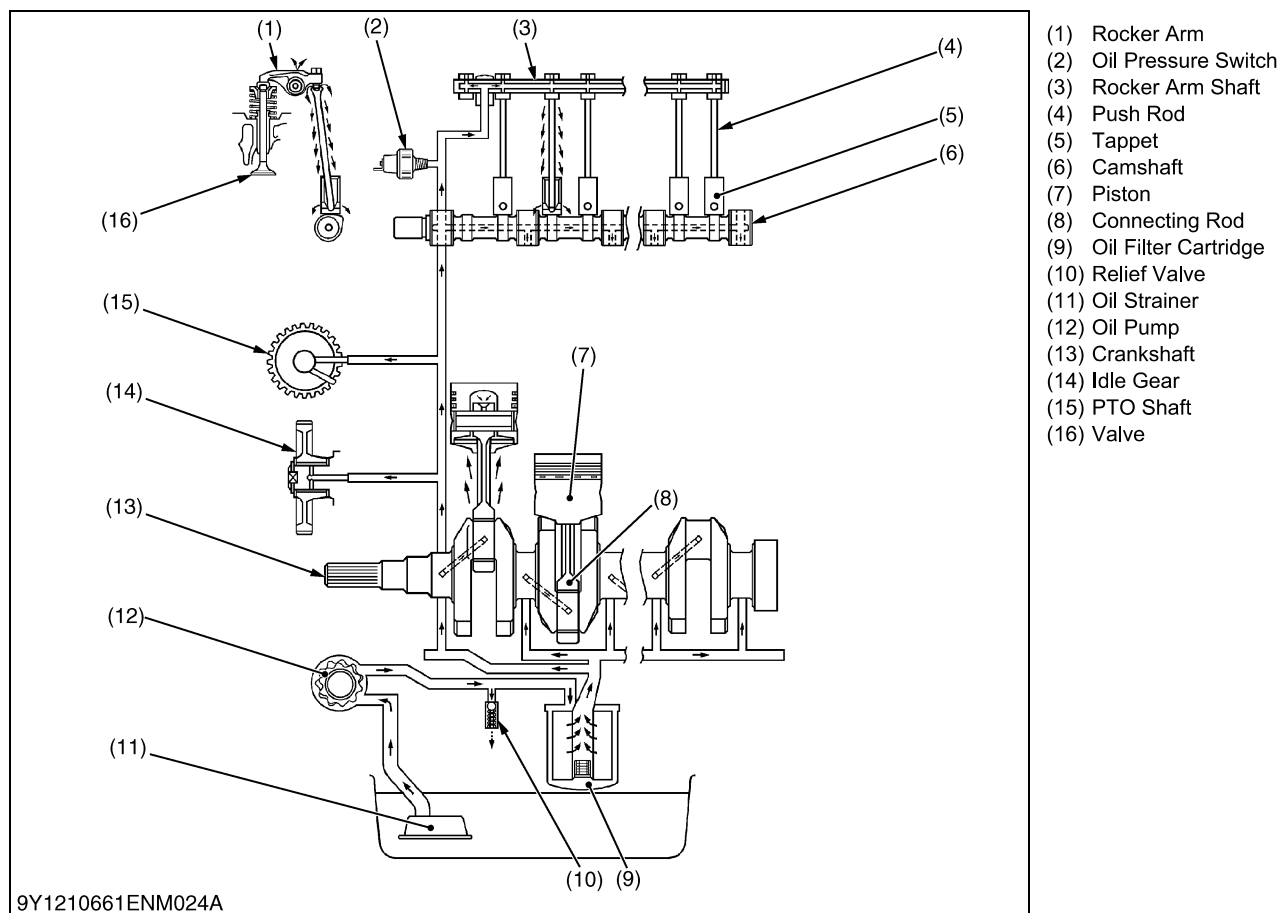 (1)
(2)
(3)
(4)
(5)
(6)
(16)
(15)
(7)
(14)
(8)
(13)
(12)
(11)
(10)
(9)
9Y1210661ENM024A
(1) Rocker Arm
(2) Oil Pressure Switch
(3) Rocker Arm Shaft
(4) Push Rod
(5) Tappet
(6) Camshaft
(7) Piston
(8) Connecting Rod
(9) Oil Filter Cartridge
(10) Relief Valve
(11) Oil Strainer
(12) Oil Pump
(13) Crankshaft
(14) Idle Gear
(15) PTO Shaft
(16) Valve